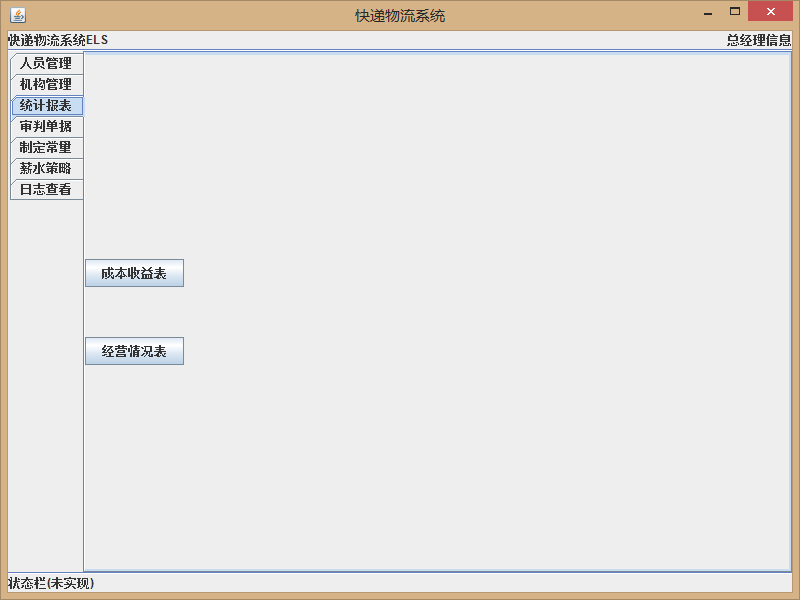 快递物流系统
快递物流系统ELS
总经理信息
人员管理
机构管理
统计报表
审判单据
制定常量
薪水策略
日志查看
成本收益表
经营情况表
状态栏(未实现)